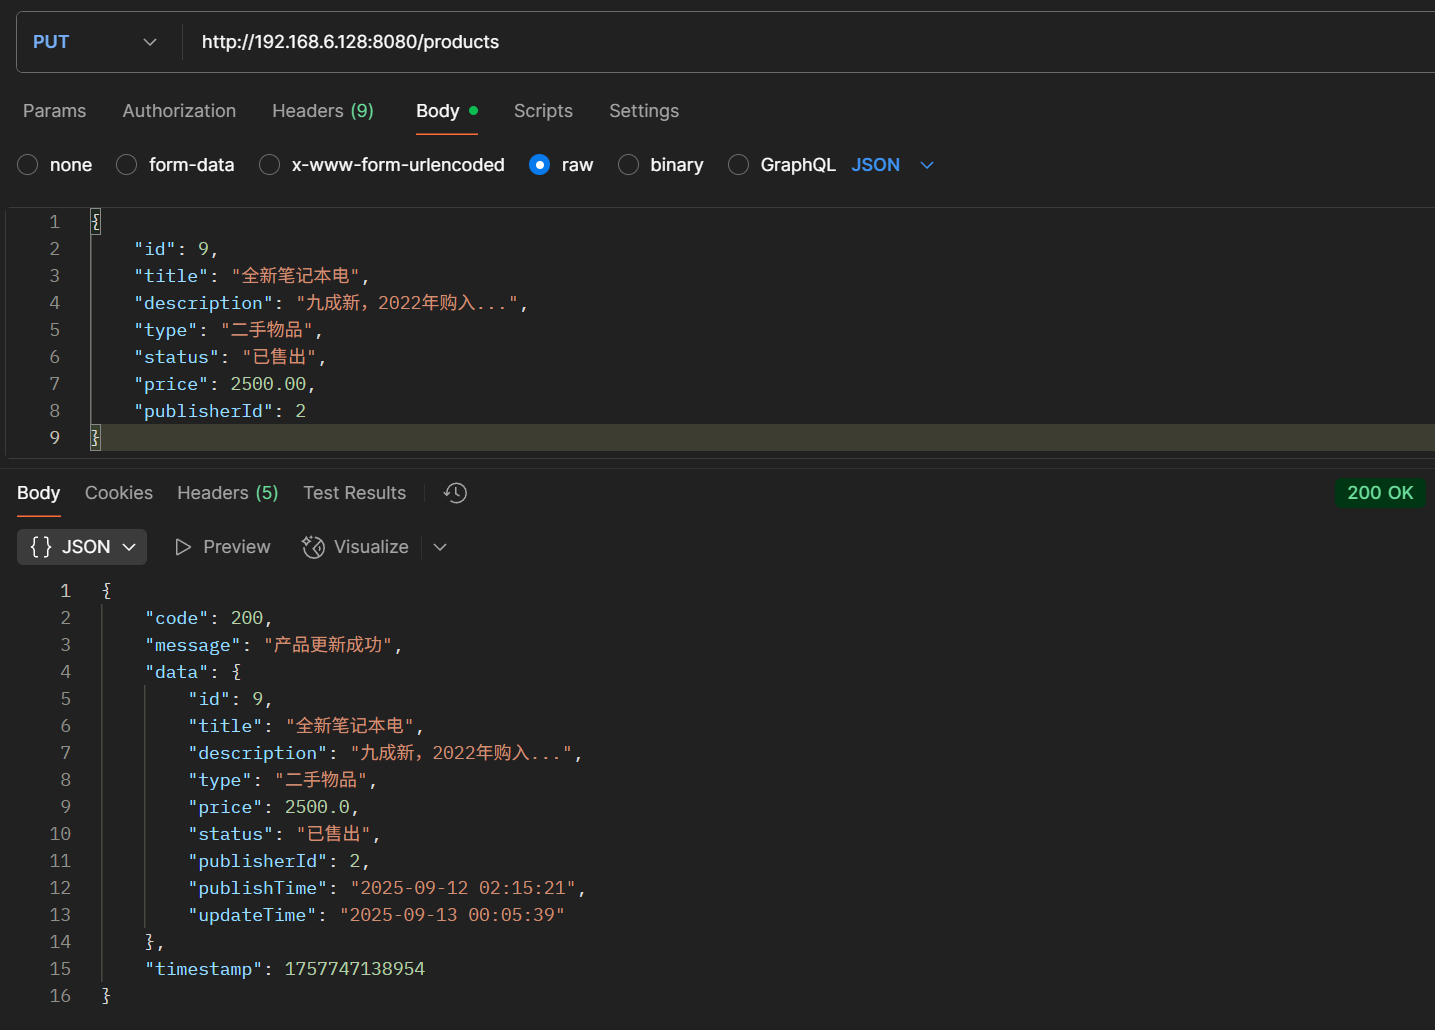 PUT http://192.168.6.128:8080/products
Params Authorization Headers (9) Body Scripts Settings
none form-data x-www-form-urlencoded raw binary GraphQL JSON
1 {
2 "id": 9,
3 "title": "全新笔记本电",
4 "description": "九成新，2022年购入...",
5 "type": "二手物品",
6 "status": "已售出",
7 "price": 2500.00,
8 "publisherId": 2
9 }
Body Cookies Headers (5) Test Results 200 OK
{} JSON Preview Visualize
1 {
2 "code": 200,
3 "message": "产品更新成功",
4 "data": {
5 "id": 9,
6 "title": "全新笔记本电",
7 "description": "九成新，2022年购入...",
8 "type": "二手物品",
9 "price": 2500.0,
10 "status": "已售出",
11 "publisherId": 2,
12 "publishTime": "2025-09-12 02:15:21",
13 "updateTime": "2025-09-13 00:05:39"
14 },
15 "timestamp": 1757747138954
16 }